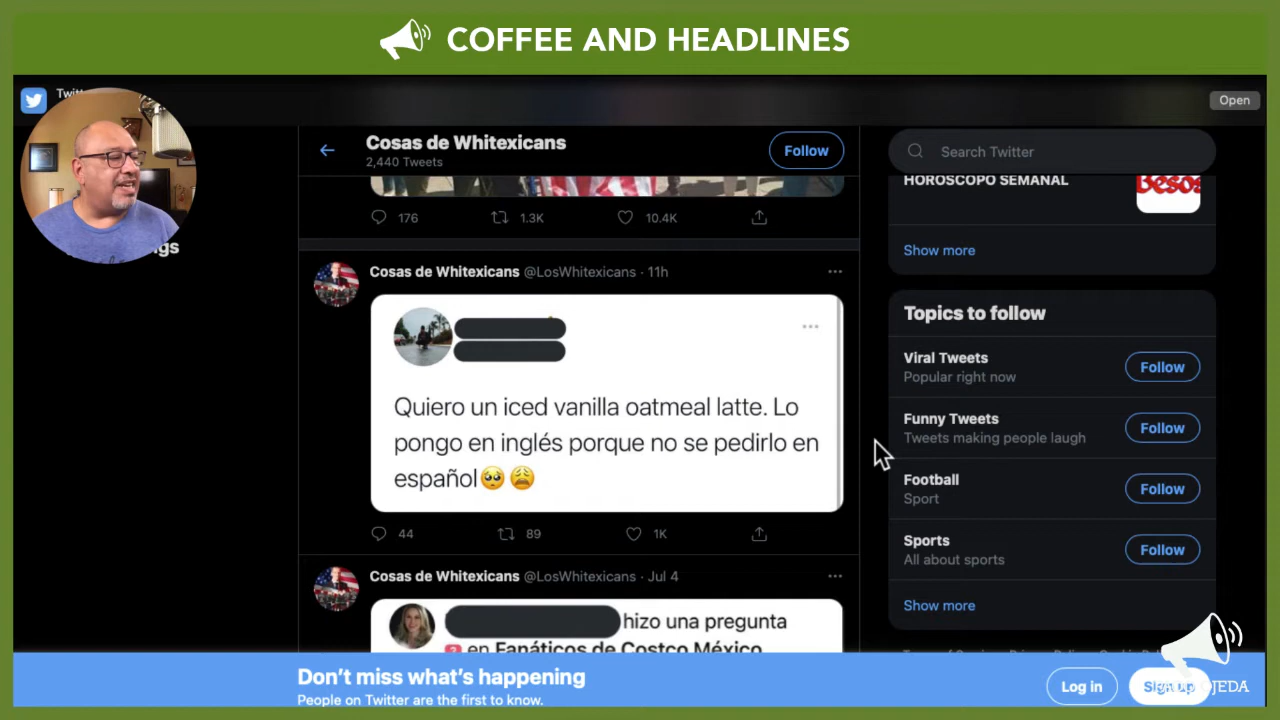 COFFEE AND HEADLINES
Open
Cosas de Whitexicans
2,440 Tweets
Follow
Search Twitter
HOROSCOPO SEMANAL
Besos
176
1.3K
10.4K
Show more
Cosas de Whitexicans @LosWhitexicans · 11h
Quiero un iced vanilla oatmeal latte. Lo
pongo en inglés porque no se pedirlo en
español🥺😩
44
89
1K
Topics to follow
Viral Tweets
Popular right now
Follow
Funny Tweets
Tweets making people laugh
Follow
Football
Sport
Follow
Sports
All about sports
Follow
Show more
Cosas de Whitexicans @LosWhitexicans · Jul 4
hizo una pregunta
en Fanáticos de Costco México
Don't miss what's happening
People on Twitter are the first to know.
Log in
Sign up